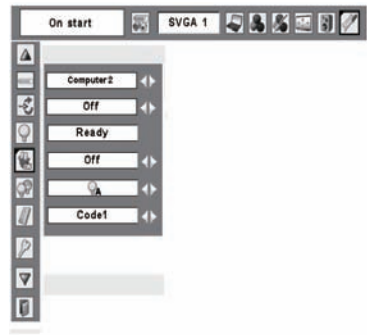 On start SVGA 1
Computer2
Off
Ready
Off
A
Code1